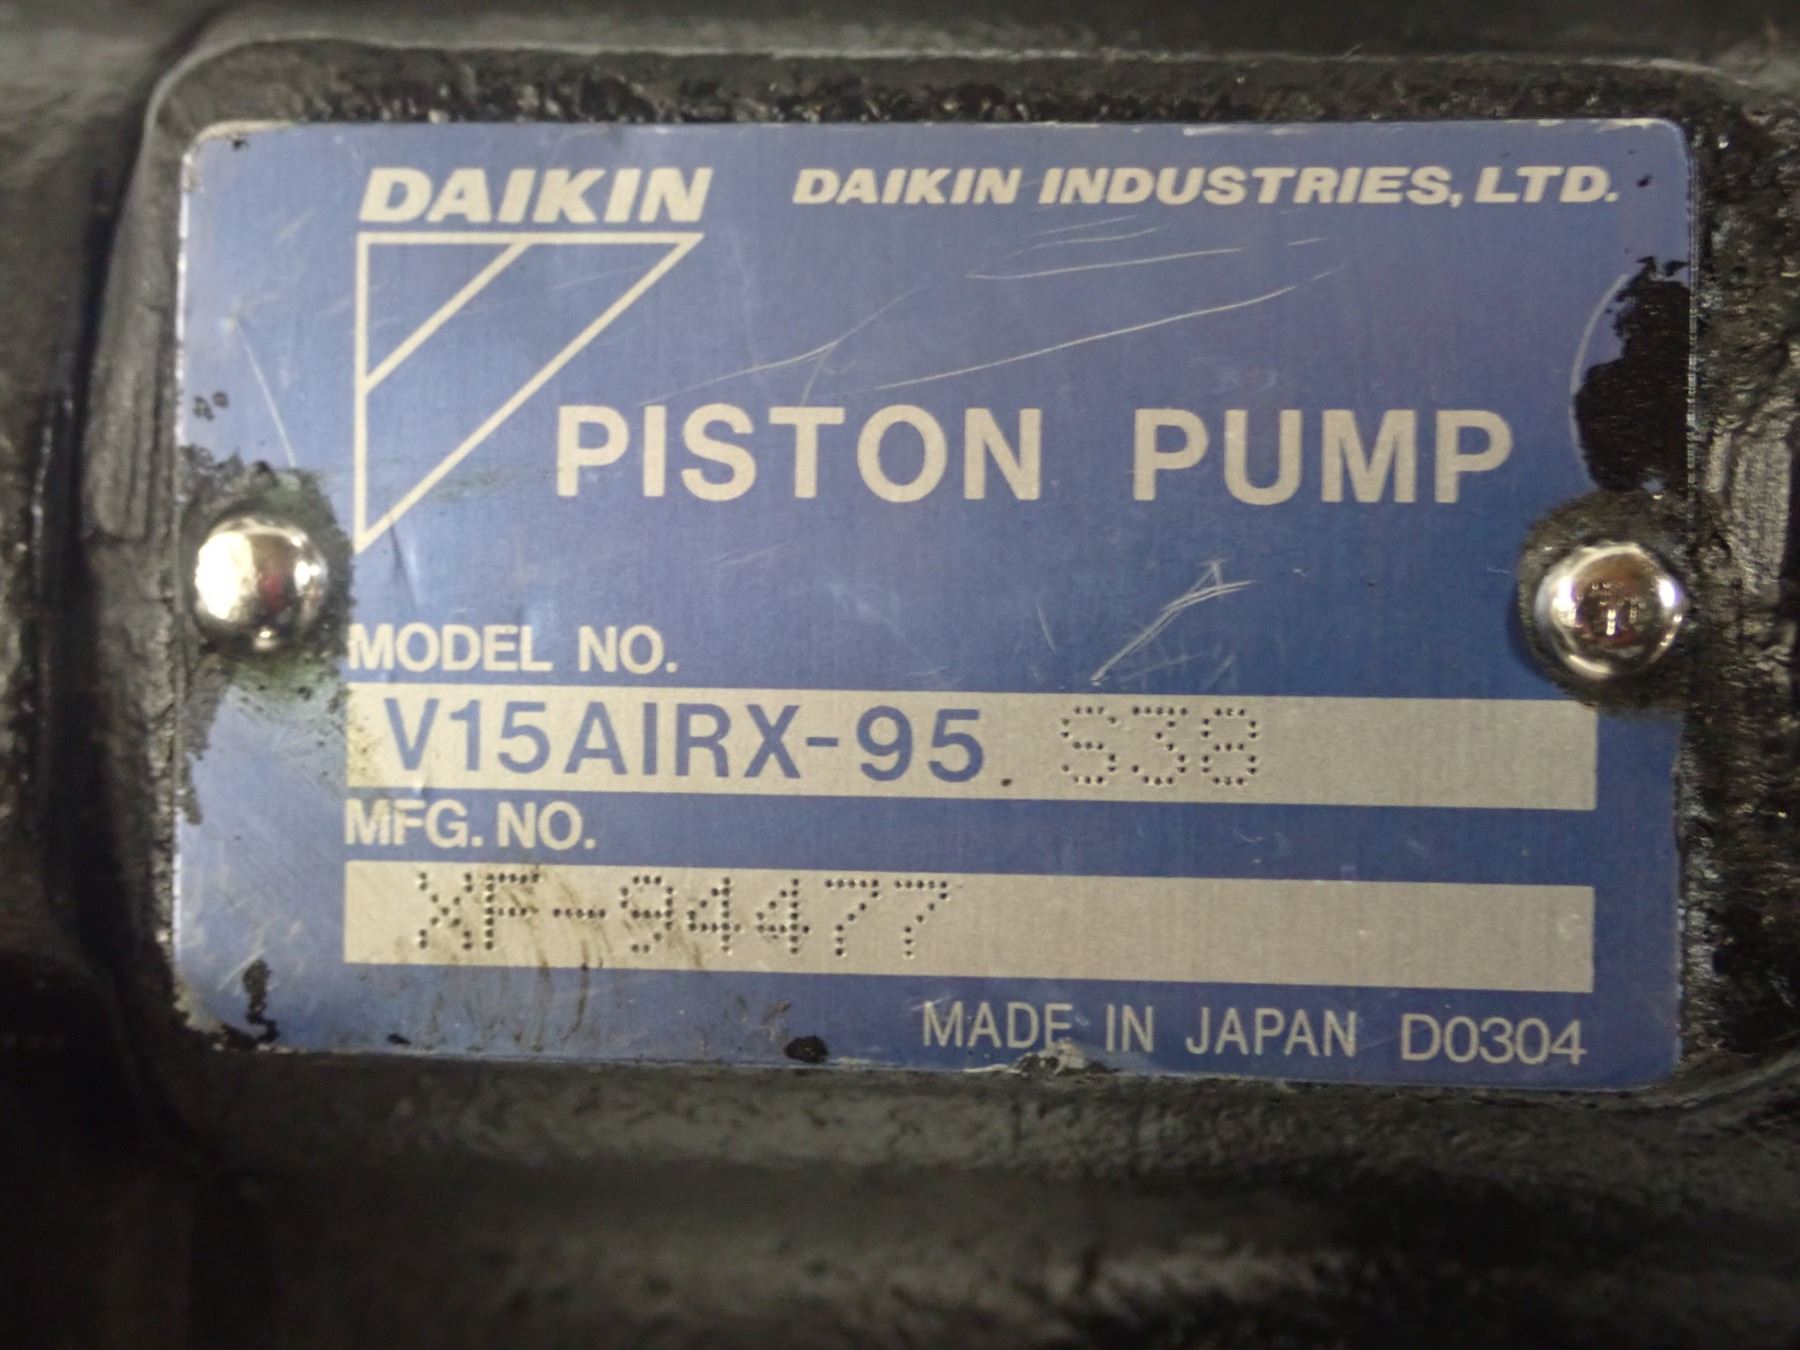 DAIKIN DAIKIN INDUSTRIES, LTD.
PISTON PUMP
MODEL NO.
V15AIRX-95 S38
MFG. NO.
XF-94477
MADE IN JAPAN D0304